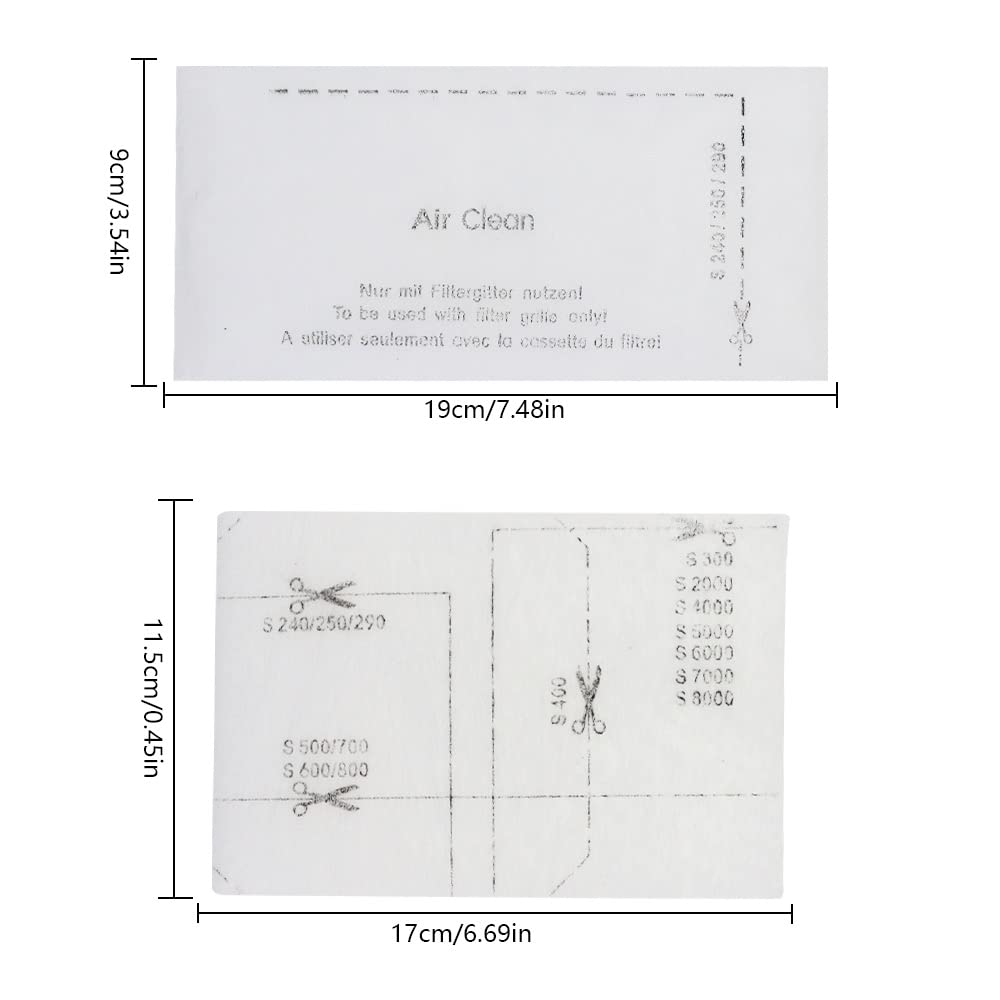 9cm/3.54in
S 240/ 250 / 290
Air Clean
Nur mit Filtergitter nutzen!
To be used with filter grille only!
A utiliser seulement avec la cassette du filtre!
19cm/7.48in
11.5cm/0.45in
S 240/250/290
S 500/700
S 600/800
S 400
S 300
S 2000
S 4000
S 5000
S 6000
S 7000
S 8000
17cm/6.69in